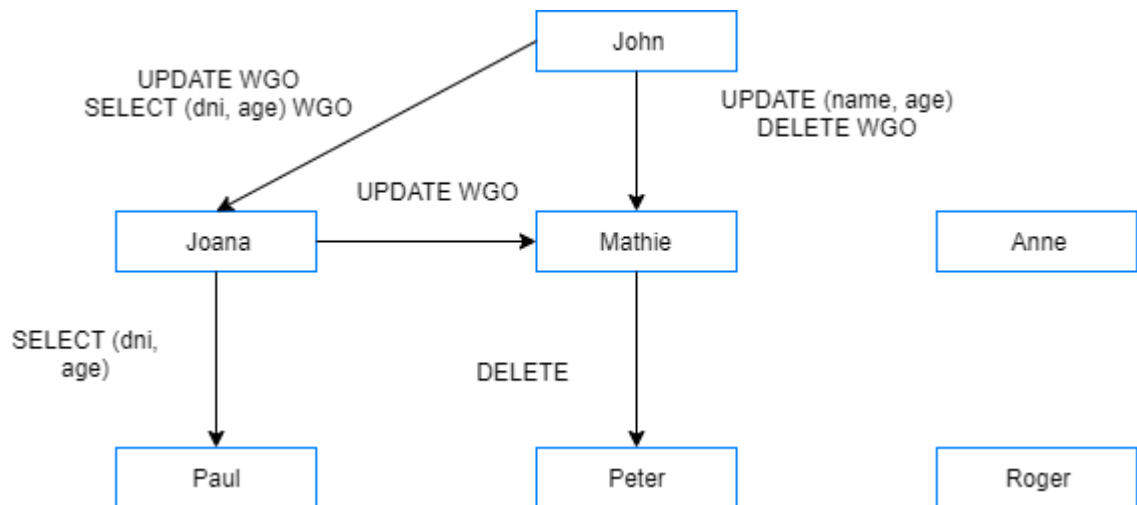 John
UPDATE WGO
SELECT (dni, age) WGO
UPDATE (name, age)
DELETE WGO
UPDATE WGO
Joana
Mathie
Anne
SELECT (dni,
age)
DELETE
Paul
Peter
Roger